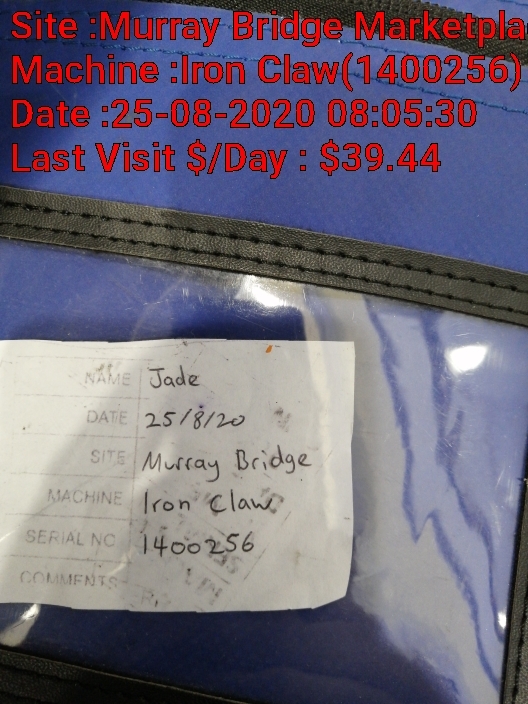 Site :Murray Bridge Marketpla
Machine :Iron Claw(1400256)
Date :25-08-2020 08:05:30
Last Visit $/Day : $39.44
NAME Jade
DATE 25/8/20
SITE Murray Bridge
MACHINE Iron Claw
SERIAL NO 1400256
COMMENTS